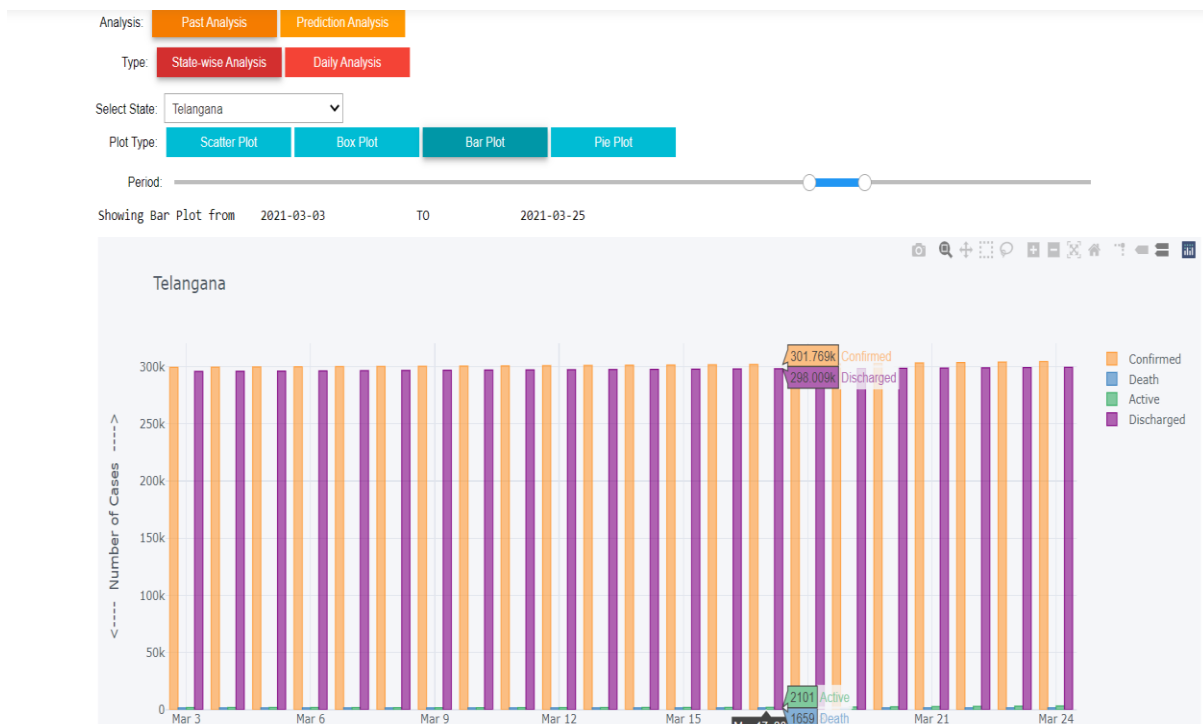 Analysis: Past Analysis Prediction Analysis
Type: State-wise Analysis Daily Analysis
Select State: Telangana
Plot Type: Scatter Plot Box Plot Bar Plot Pie Plot
Period:
Showing Bar Plot from 2021-03-03 TO 2021-03-25
Telangana
301.769k Confirmed
298.009k Discharged
Confirmed
Death
Active
Discharged
<---- Number of Cases ---->
300k
250k
200k
150k
100k
50k
0
2101 Active
1659 Death
Mar 3 Mar 6 Mar 9 Mar 12 Mar 15 Mar 21 Mar 24